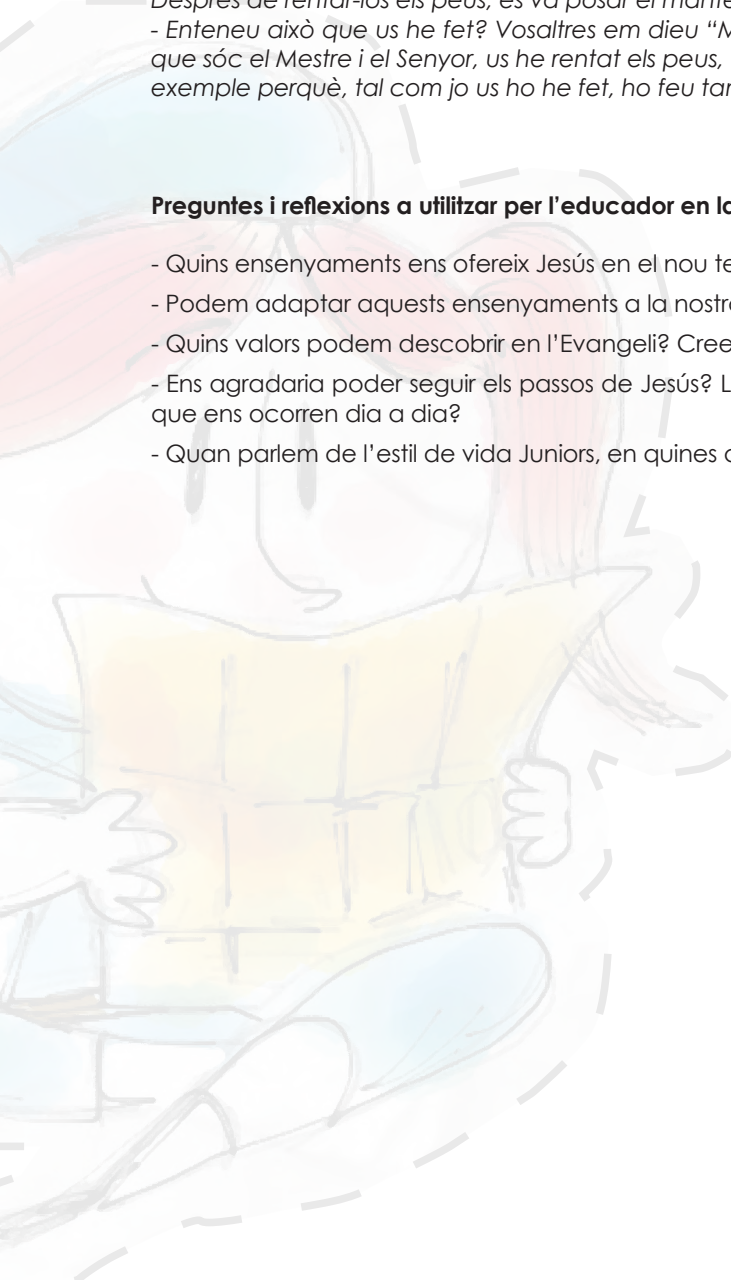 Després de rentar-los els peus, es va posar el mante
- Enteneu això que us he fet? Vosaltres em dieu “M
que sóc el Mestre i el Senyor, us he rentat els peus,
exemple perquè, tal com jo us ho he fet, ho feu tan
Preguntes i reflexions a utilitzar per l’educador en la
- Quins ensenyaments ens ofereix Jesús en el nou te
- Podem adaptar aquests ensenyaments a la nostra
- Quins valors podem descobrir en l’Evangeli? Cree
- Ens agradaria poder seguir els passos de Jesús? L
que ens ocorren dia a dia?
- Quan parlem de l’estil de vida Juniors, en quines